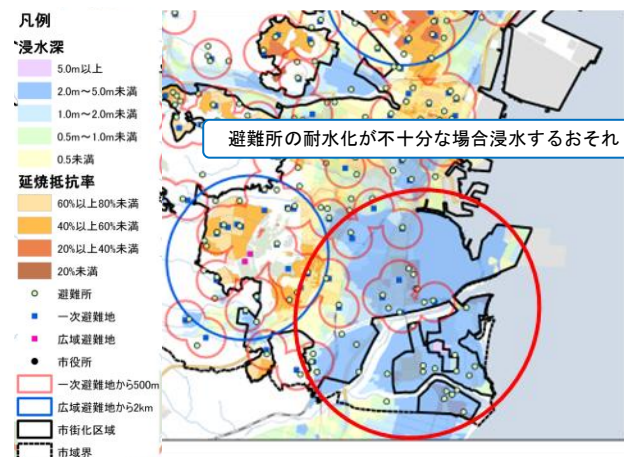 凡例
浸水深
5.0m以上
2.0m～5.0m未満
1.0m～2.0m未満
0.5m～1.0m未満
0.5未満
延焼抵抗率
60%以上80%未満
40%以上60%未満
20%以上40%未満
20%未満
避難所
一次避難地
広域避難地
市役所
一次避難地から500m
広域避難地から2km
市街化区域
市域界
避難所の耐水化が不十分な場合浸水するおそれ